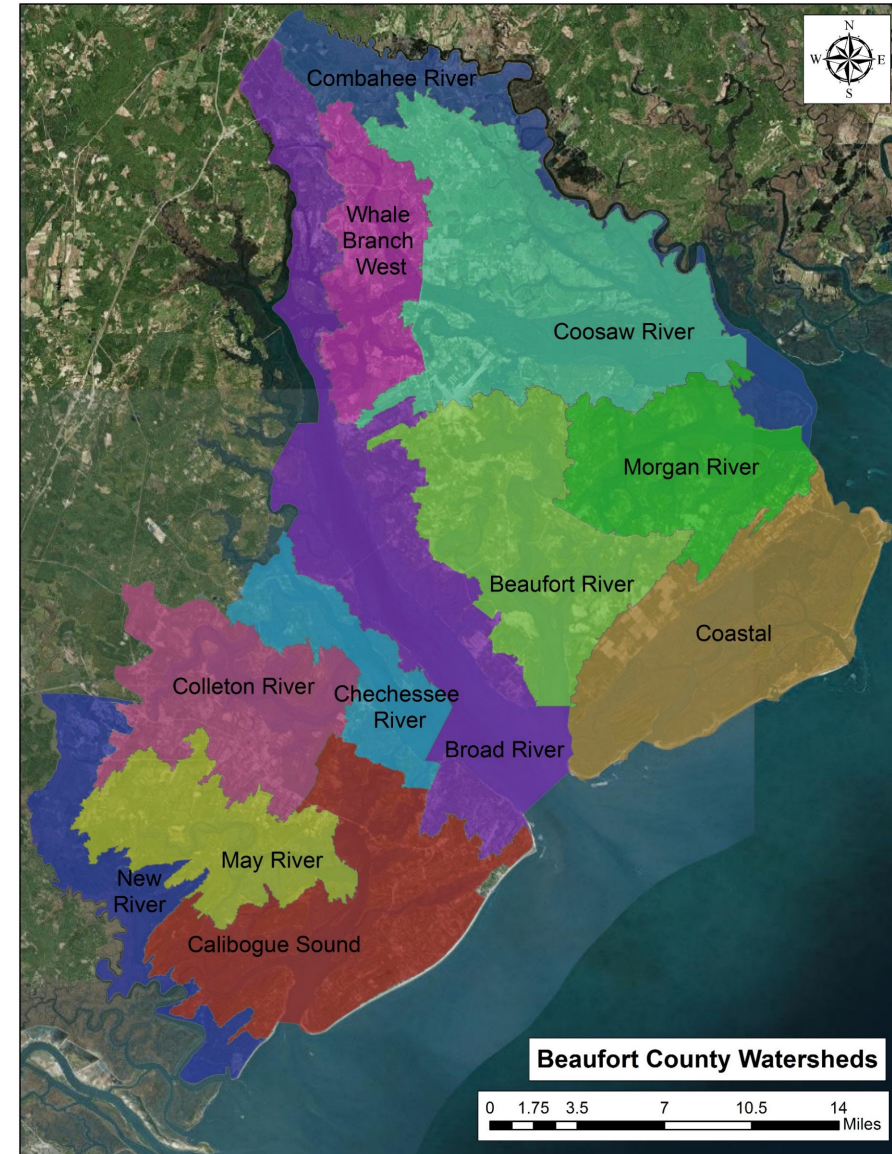 N
W E
S
Combahee River
Whale
Branch
West
Coosaw River
Morgan River
Beaufort River
Coastal
Colleton River
Chechessee
River
Broad River
May River
New
River
Calibogue Sound
Beaufort County Watersheds
0 1.75 3.5 7 10.5 14
Miles